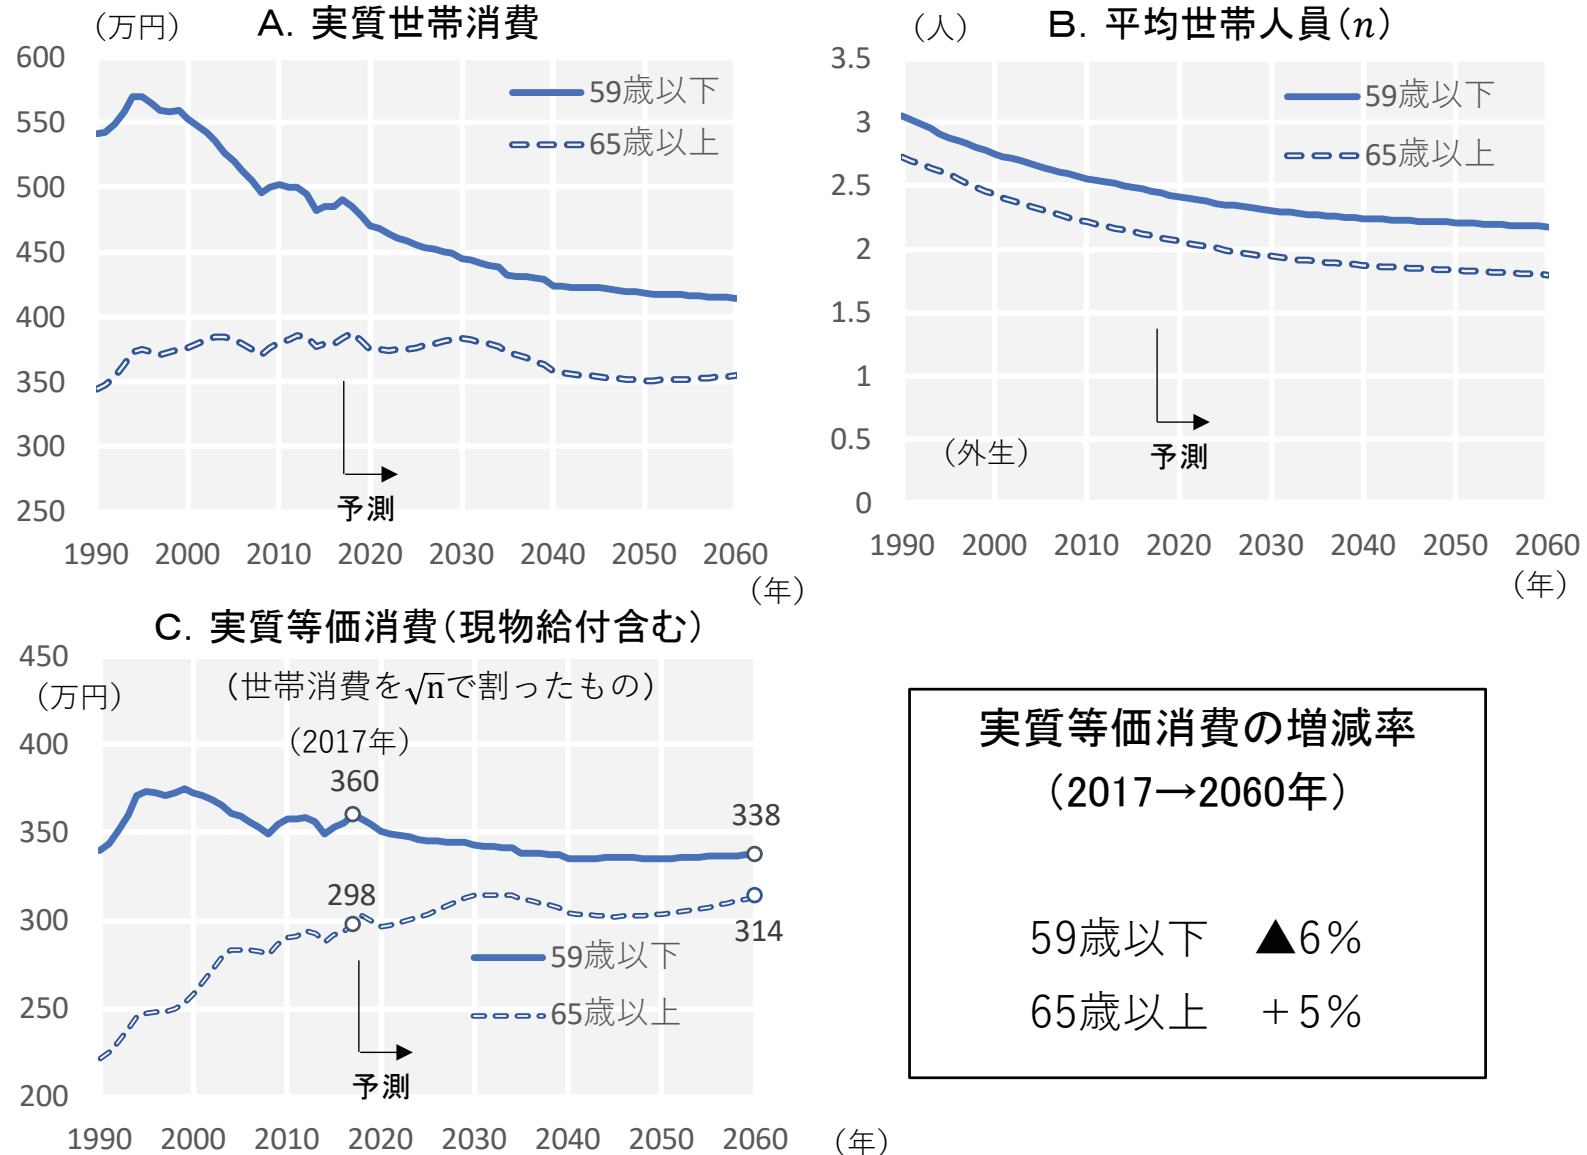 A．実質世帯消費
（万円）
600
550
500
450
400
350
300
250
59歳以下
65歳以上
予測
1990 2000 2010 2020 2030 2040 2050 2060
（年）
B．平均世帯人員（n）
（人）
3.5
3
2.5
2
1.5
1
0.5
0
59歳以下
65歳以上
（外生）
予測
1990 2000 2010 2020 2030 2040 2050 2060
（年）
C．実質等価消費（現物給付含む）
450
（万円）
（世帯消費を√nで割ったもの）
400
350
300
250
200
（2017年）
360
338
298
314
59歳以下
65歳以上
予測
1990 2000 2010 2020 2030 2040 2050 2060
（年）
実質等価消費の増減率
（2017→2060年）
59歳以下 ▲6％
65歳以上 ＋5％